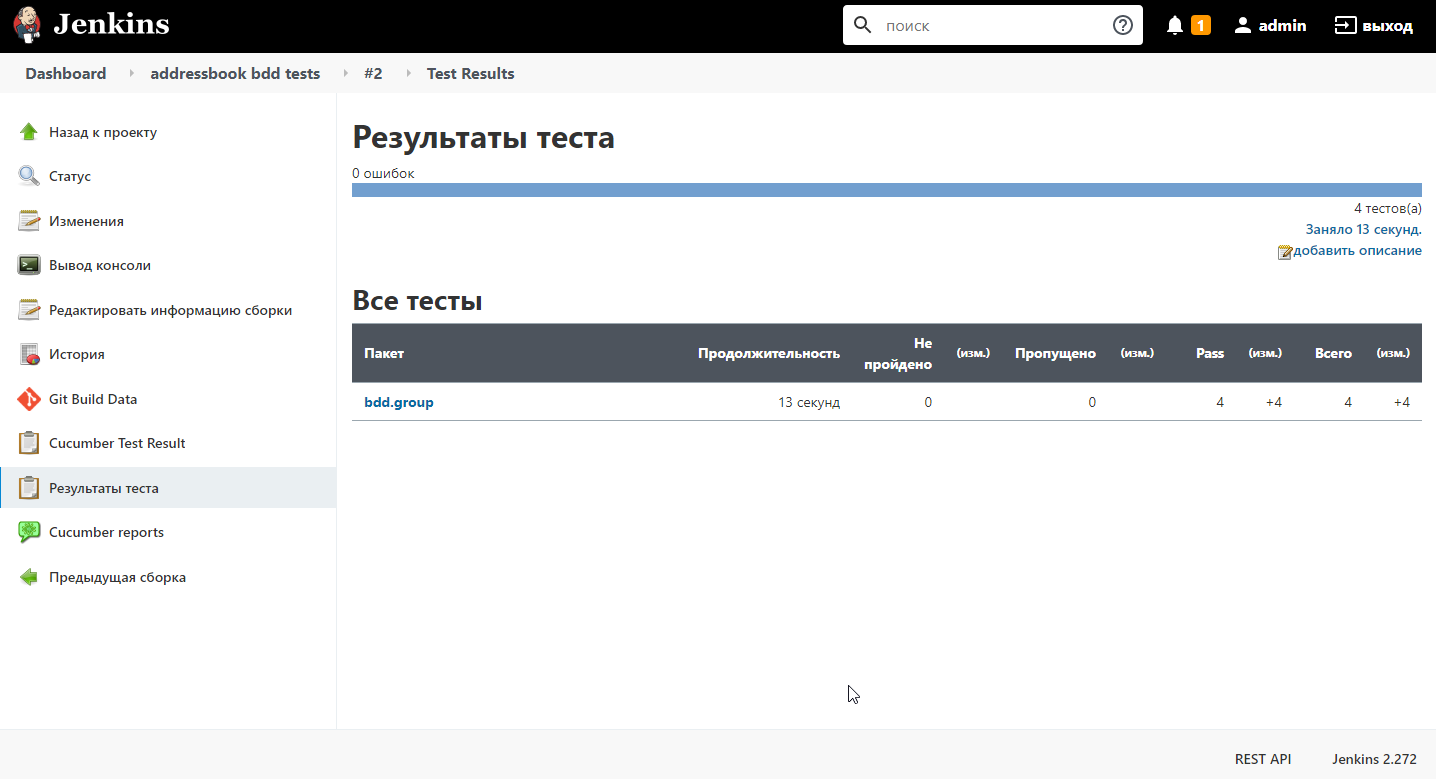 Jenkins
поиск
1
admin
выход
Dashboard
addressbook bdd tests
#2
Test Results
Назад к проекту
Статус
Изменения
Вывод консоли
Редактировать информацию сборки
История
Git Build Data
Cucumber Test Result
Результаты теста
Cucumber reports
Предыдущая сборка
Результаты теста
0 ошибок
4 тестов(а)
Заняло 13 секунд.
добавить описание
Все тесты
Пакет Продолжительность Не пройдено (изм.) Пропущено (изм.) Pass (изм.) Всего (изм.)
bdd.group 13 секунд 0 0 4 +4 4 +4
REST API
Jenkins 2.272